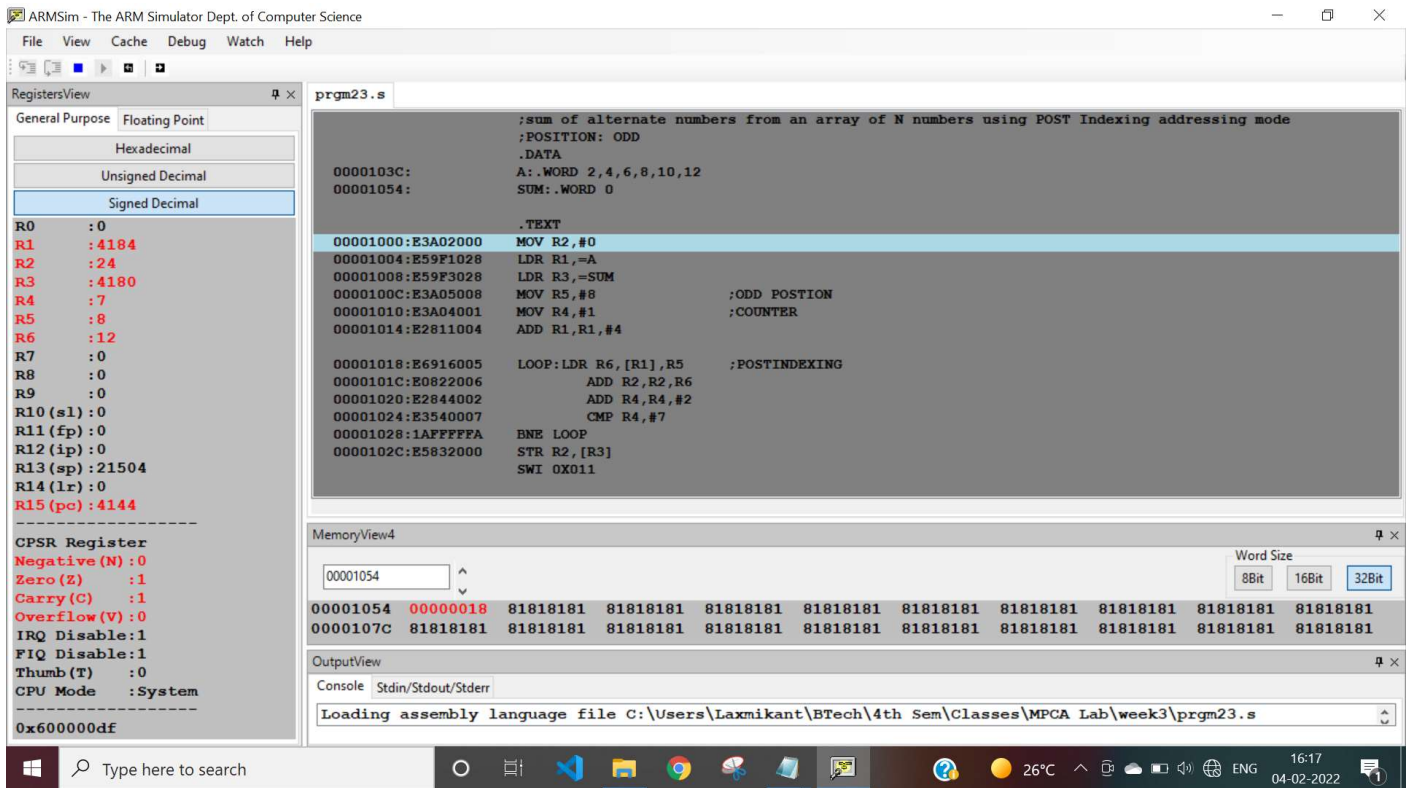 ARMSim - The ARM Simulator Dept. of Computer Science
File View Cache Debug Watch Help
RegistersView
General Purpose Floating Point
Hexadecimal
Unsigned Decimal
Signed Decimal
R0 :0
R1 :4184
R2 :24
R3 :4180
R4 :7
R5 :8
R6 :12
R7 :0
R8 :0
R9 :0
R10(sl):0
R11(fp):0
R12(ip):0
R13(sp):21504
R14(lr):0
R15(pc):4144
-------------------
CPSR Register
Negative(N):0
Zero(Z) :1
Carry(C) :1
Overflow(V):0
IRQ Disable:1
FIQ Disable:1
Thumb(T) :0
CPU Mode :System
-------------------
0x600000df
prgm23.s
;sum of alternate numbers from an array of N numbers using POST Indexing addressing mode
;POSITION: ODD
.DATA
0000103C: A:.WORD 2,4,6,8,10,12
00001054: SUM:.WORD 0
.TEXT
00001000:E3A02000 MOV R2,#0
00001004:E59F1028 LDR R1,=A
00001008:E59F3028 LDR R3,=SUM
0000100C:E3A05008 MOV R5,#8 ;ODD POSTION
00001010:E3A04001 MOV R4,#1 ;COUNTER
00001014:E2811004 ADD R1,R1,#4
00001018:E6916005 LOOP:LDR R6,[R1],R5 ;POSTINDEXING
0000101C:E0822006 ADD R2,R2,R6
00001020:E2844002 ADD R4,R4,#2
00001024:E3540007 CMP R4,#7
00001028:1AFFFFFA BNE LOOP
0000102C:E5832000 STR R2,[R3]
SWI 0X011
MemoryView4
Word Size
00001054 8Bit 16Bit 32Bit
00001054 00000018 81818181 81818181 81818181 81818181 81818181 81818181 81818181 81818181 81818181
0000107C 81818181 81818181 81818181 81818181 81818181 81818181 81818181 81818181 81818181 81818181
OutputView
Console Stdin/Stdout/Stderr
Loading assembly language file C:\Users\Laxmikant\BTech\4th Sem\Classes\MPCA Lab\week3\prgm23.s
Type here to search
26°C ENG
16:17
04-02-2022
1